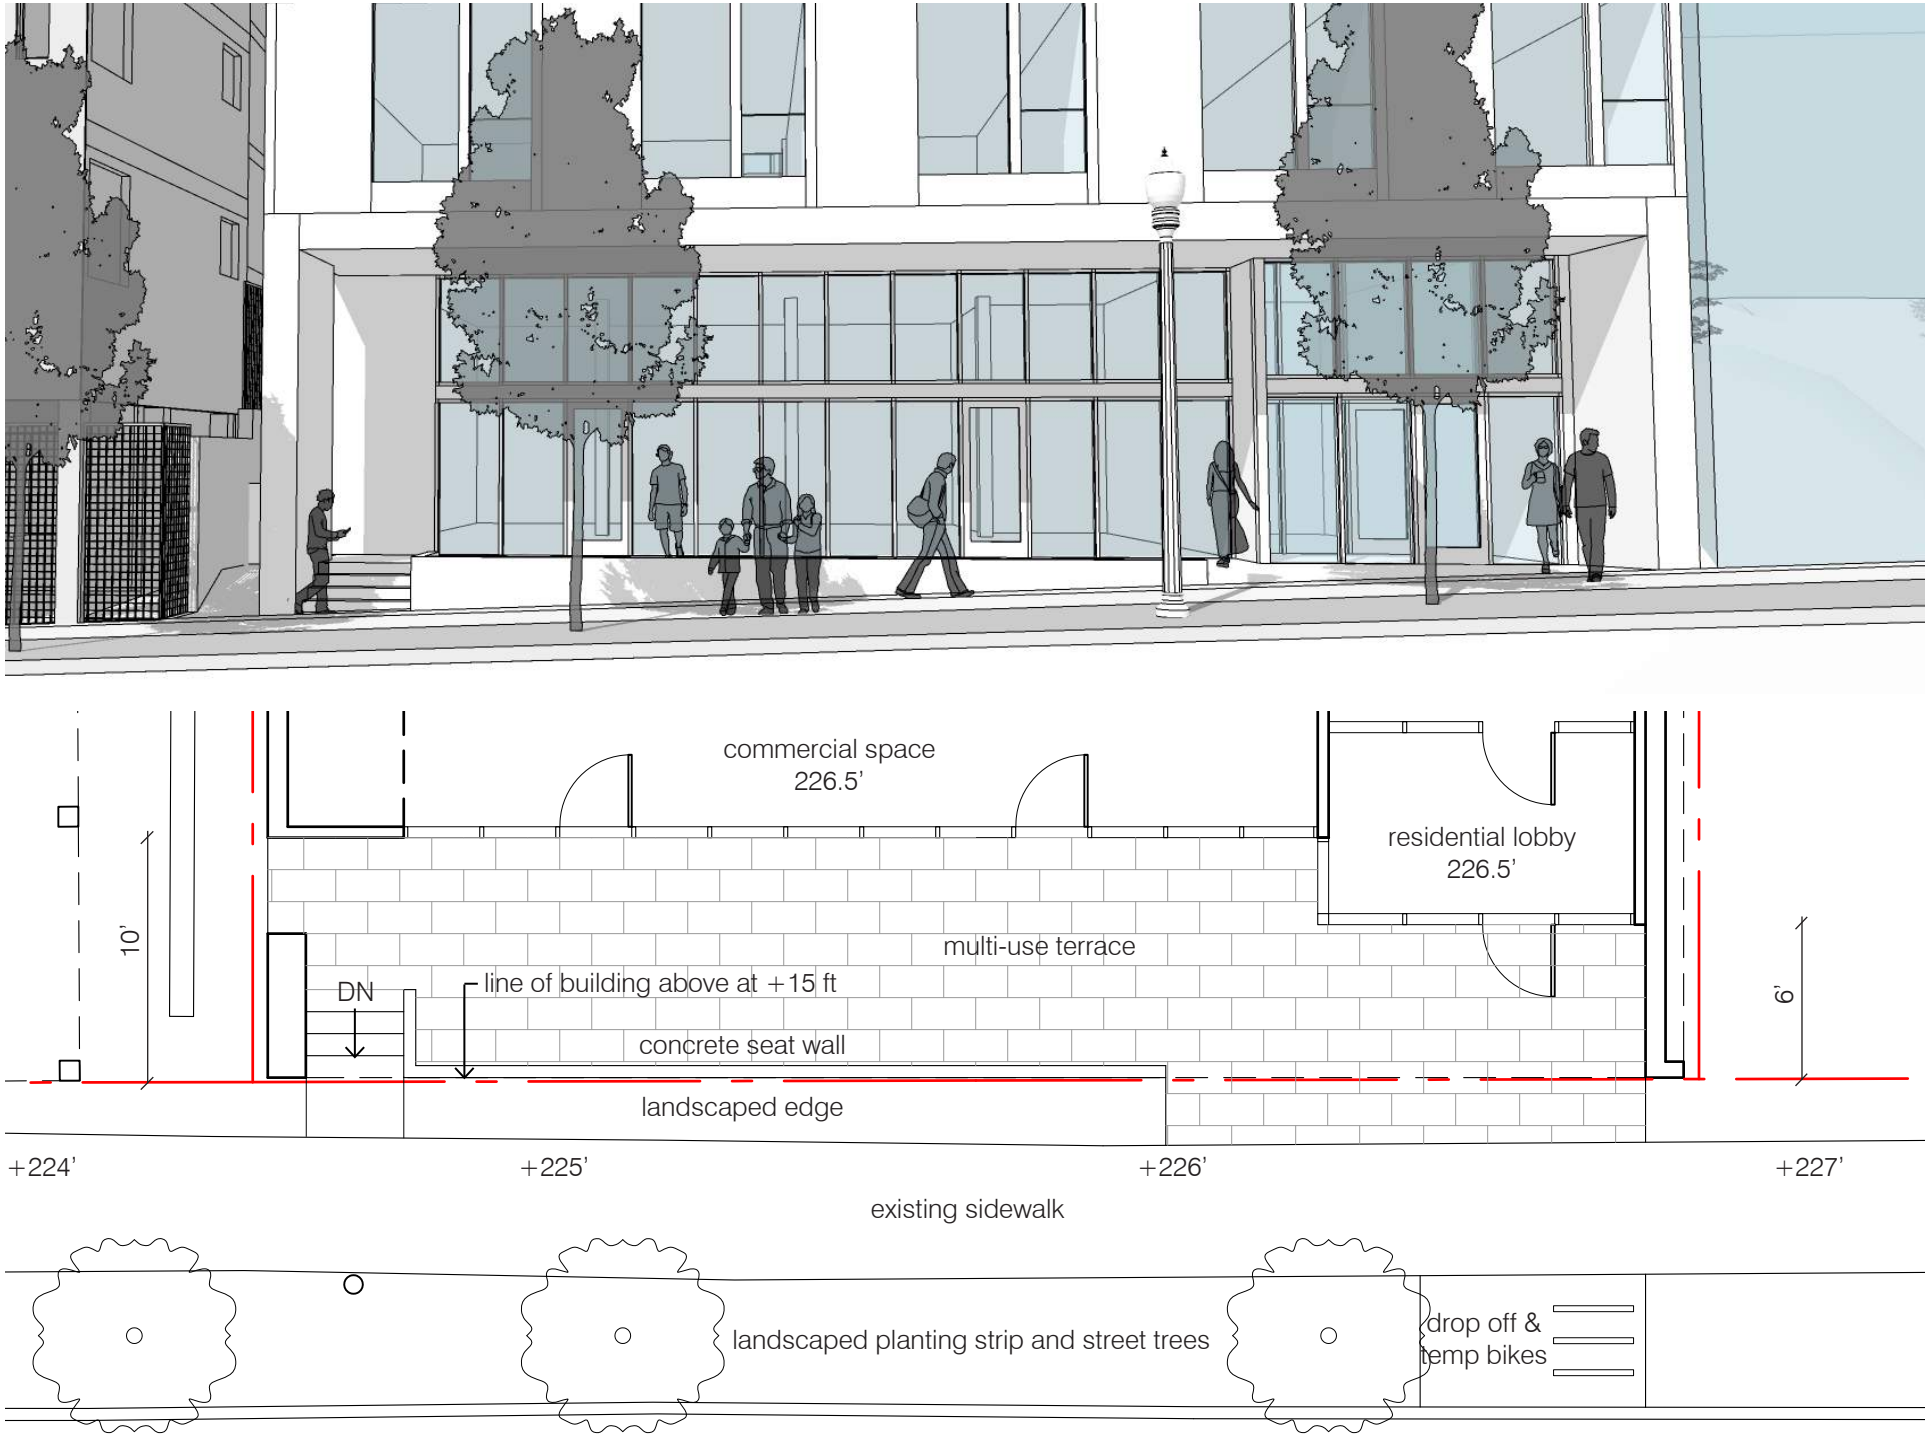 commercial space
226.5'
residential lobby
226.5'
10'
multi-use terrace
line of building above at +15 ft
DN
6'
concrete seat wall
landscaped edge
+224'
+225'
+226'
+227'
existing sidewalk
landscaped planting strip and street trees
drop off &
temp bikes